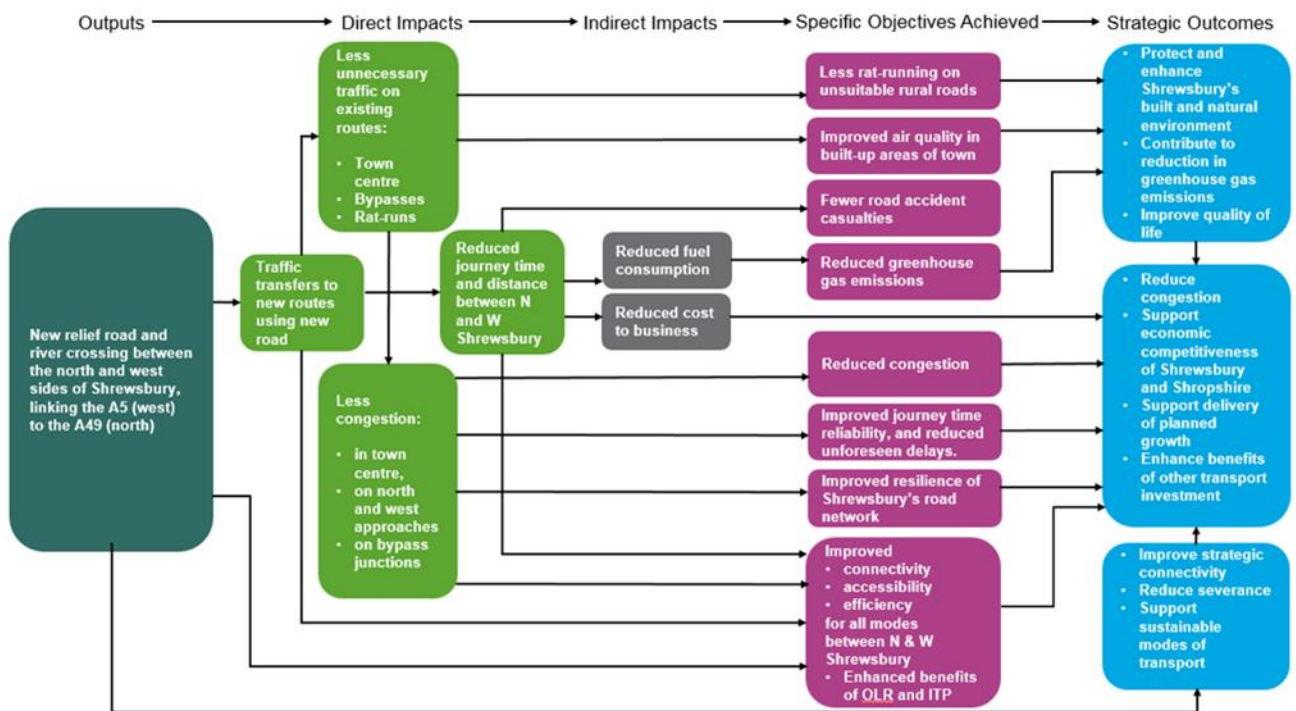 Outputs
Direct Impacts
Indirect Impacts
Specific Objectives Achieved
Strategic Outcomes
New relief road and
river crossing between
the north and west
sides of Shrewsbury,
linking the A5 (west)
to the A49 (north)
Traffic
transfers to
new routes
using new
road
Less
unnecessary
traffic on
existing
routes:
• Town
centre
• Bypasses
• Rat-runs
Reduced
journey time
and distance
between N
and W
Shrewsbury
Less
congestion:
• in town
centre,
• on north
and west
approaches
• on bypass
junctions
Reduced fuel
consumption
Reduced cost
to business
Less rat-running on
unsuitable rural roads
Improved air quality in
built-up areas of town
Fewer road accident
casualties
Reduced greenhouse
gas emissions
Reduced congestion
Improved journey time
reliability, and reduced
unforeseen delays.
Improved resilience of
Shrewsbury's road
network
Improved
• connectivity
• accessibility
• efficiency
for all modes
between N & W
Shrewsbury
• Enhanced benefits
of OLR and ITP
• Protect and
enhance
Shrewsbury's
built and natural
environment
• Contribute to
reduction in
greenhouse gas
emissions
• Improve quality of
life
• Reduce
congestion
• Support
economic
competitiveness
of Shrewsbury
and Shropshire
• Support delivery
of planned
growth
• Enhance benefits
of other transport
investment
• Improve strategic
connectivity
• Reduce severance
• Support
sustainable
modes of
transport